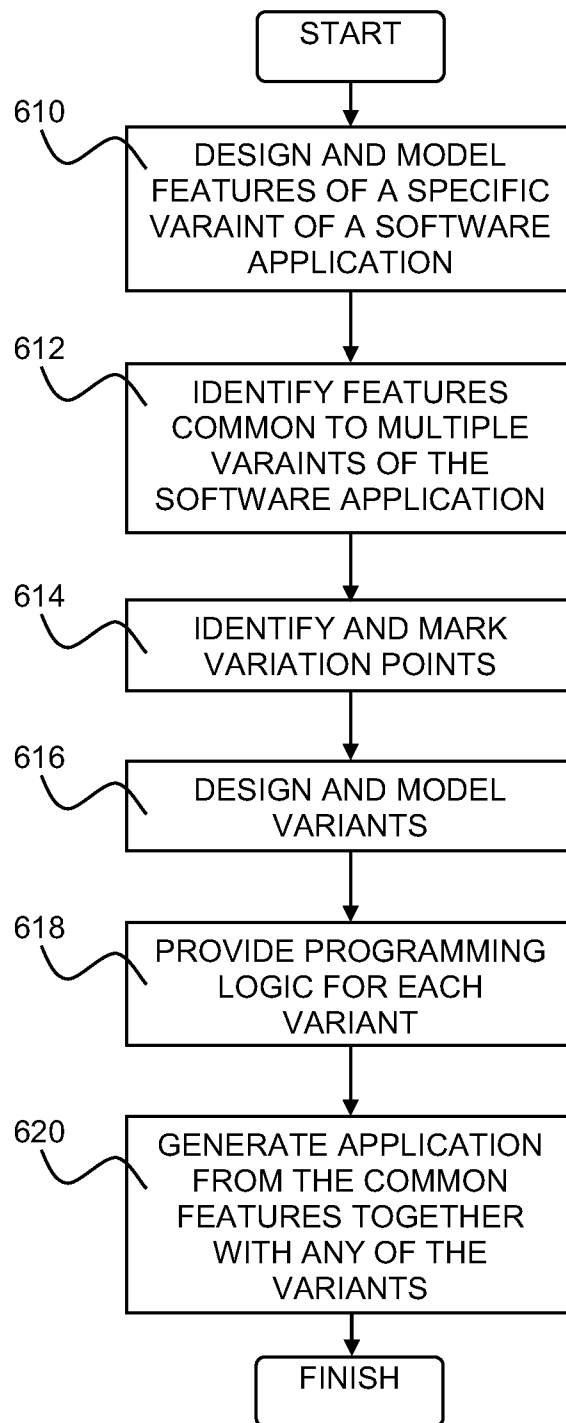 START
610
DESIGN AND MODEL
FEATURES OF A SPECIFIC
VARAINT OF A SOFTWARE
APPLICATION
612
IDENTIFY FEATURES
COMMON TO MULTIPLE
VARAINTS OF THE
SOFTWARE APPLICATION
614
IDENTIFY AND MARK
VARIATION POINTS
616
DESIGN AND MODEL
VARIANTS
618
PROVIDE PROGRAMMING
LOGIC FOR EACH
VARIANT
620
GENERATE APPLICATION
FROM THE COMMON
FEATURES TOGETHER
WITH ANY OF THE
VARIANTS
FINISH